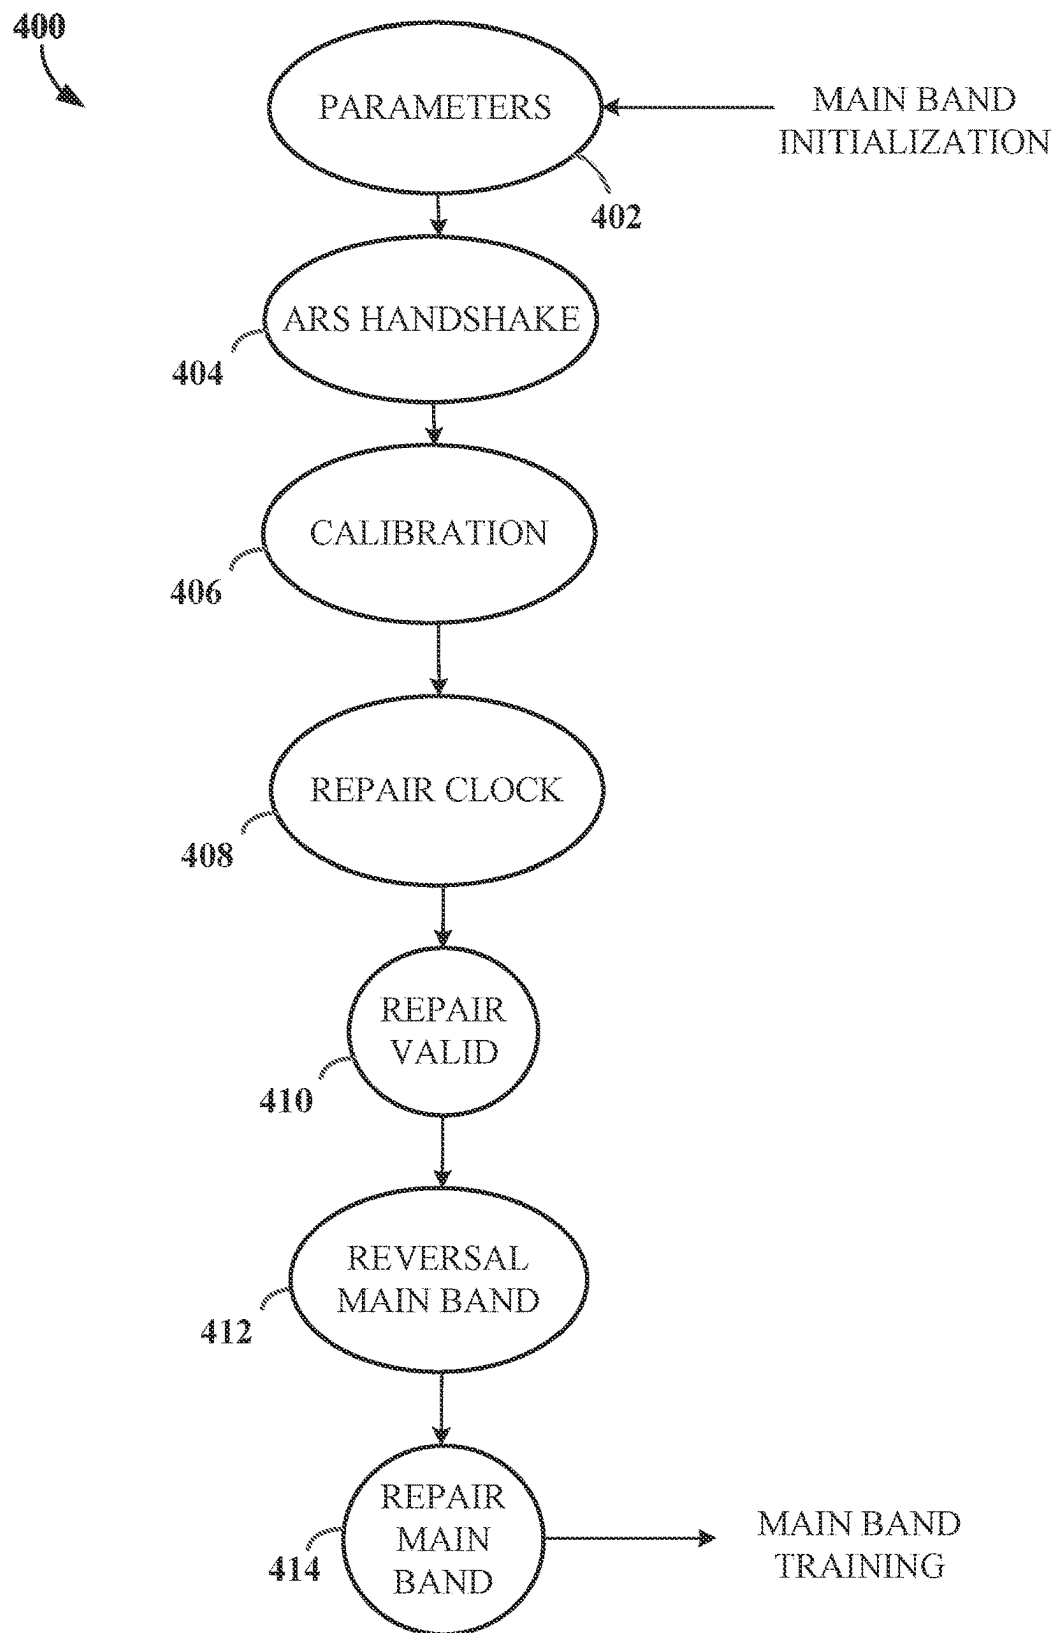 400
PARAMETERS
MAIN BAND
INITIALIZATION
402
ARS HANDSHAKE
404
CALIBRATION
406
REPAIR CLOCK
408
REPAIR
VALID
410
REVERSAL
MAIN BAND
412
REPAIR
MAIN
BAND
414
MAIN BAND
TRAINING